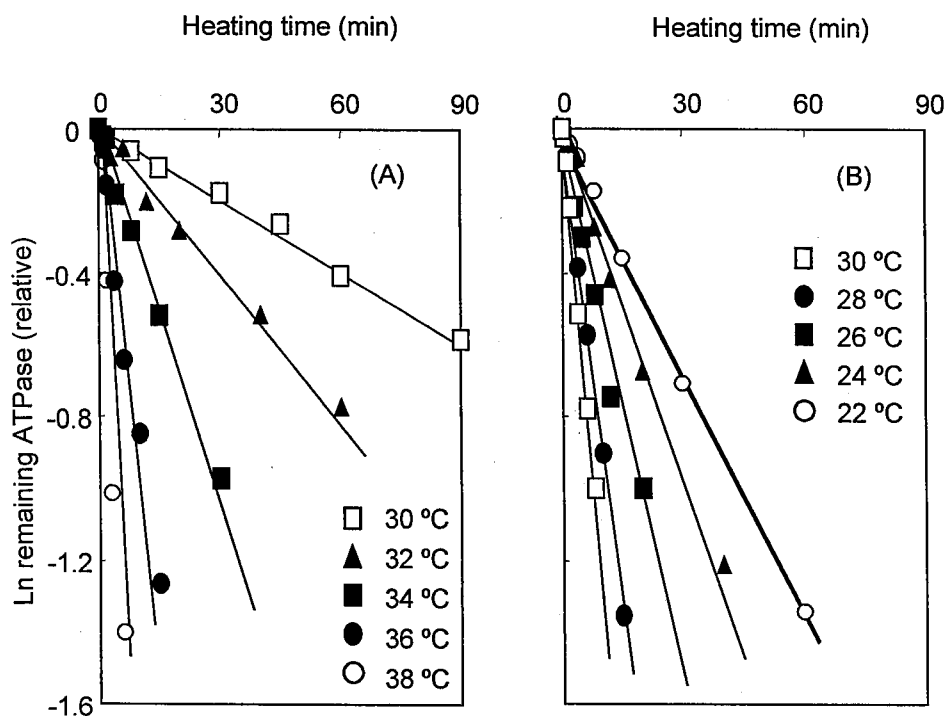 Heating time (min)
Heating time (min)
0 30 60 90
0 30 60 90
0
-0.4
-0.8
-1.2
-1.6
Ln remaining ATPase (relative)
(A)
30 ºC
32 ºC
34 ºC
36 ºC
38 ºC
(B)
30 ºC
28 ºC
26 ºC
24 ºC
22 ºC